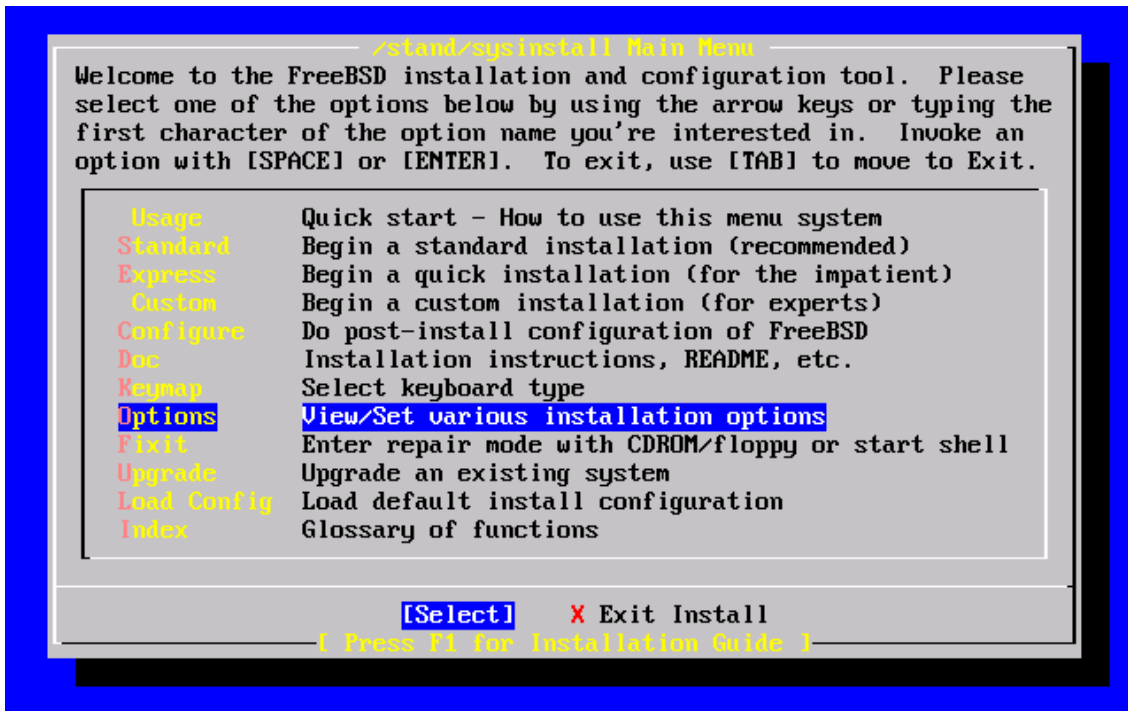 /stand/sysinstall Main Menu
Welcome to the FreeBSD installation and configuration tool.  Please
select one of the options below by using the arrow keys or typing the
first character of the option name you're interested in.  Invoke an
option with [SPACE] or [ENTER].  To exit, use [TAB] to move to Exit.
Usage Quick start - How to use this menu system
Standard Begin a standard installation (recommended)
Express Begin a quick installation (for the impatient)
Custom Begin a custom installation (for experts)
Configure Do post-install configuration of FreeBSD
Doc Installation instructions, README, etc.
Keymap Select keyboard type
Options View/Set various installation options
Fixit Enter repair mode with CDROM/floppy or start shell
Upgrade Upgrade an existing system
Load Config Load default install configuration
Index Glossary of functions
[Select] X Exit Install
[ Press F1 for Installation Guide ]